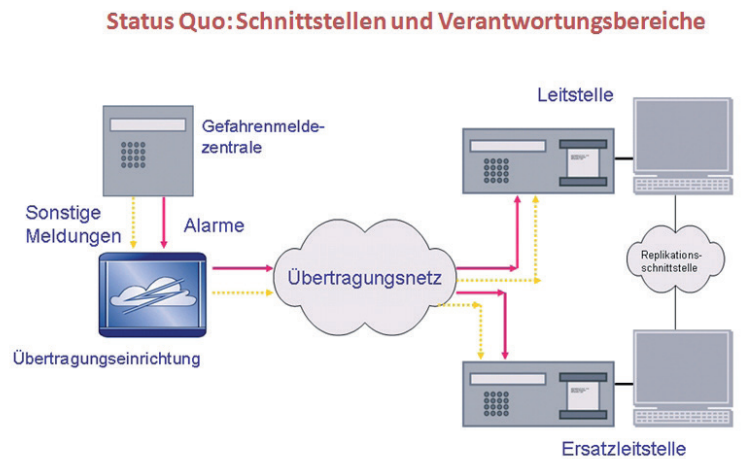 Status Quo: Schnittstellen und Verantwortungsbereiche
Leitstelle
Gefahrenmelde-
zentrale
Sonstige
Meldungen
Alarme
Übertragungsnetz
Replikations-
schnittstelle
Übertragungseinrichtung
Ersatzleitstelle